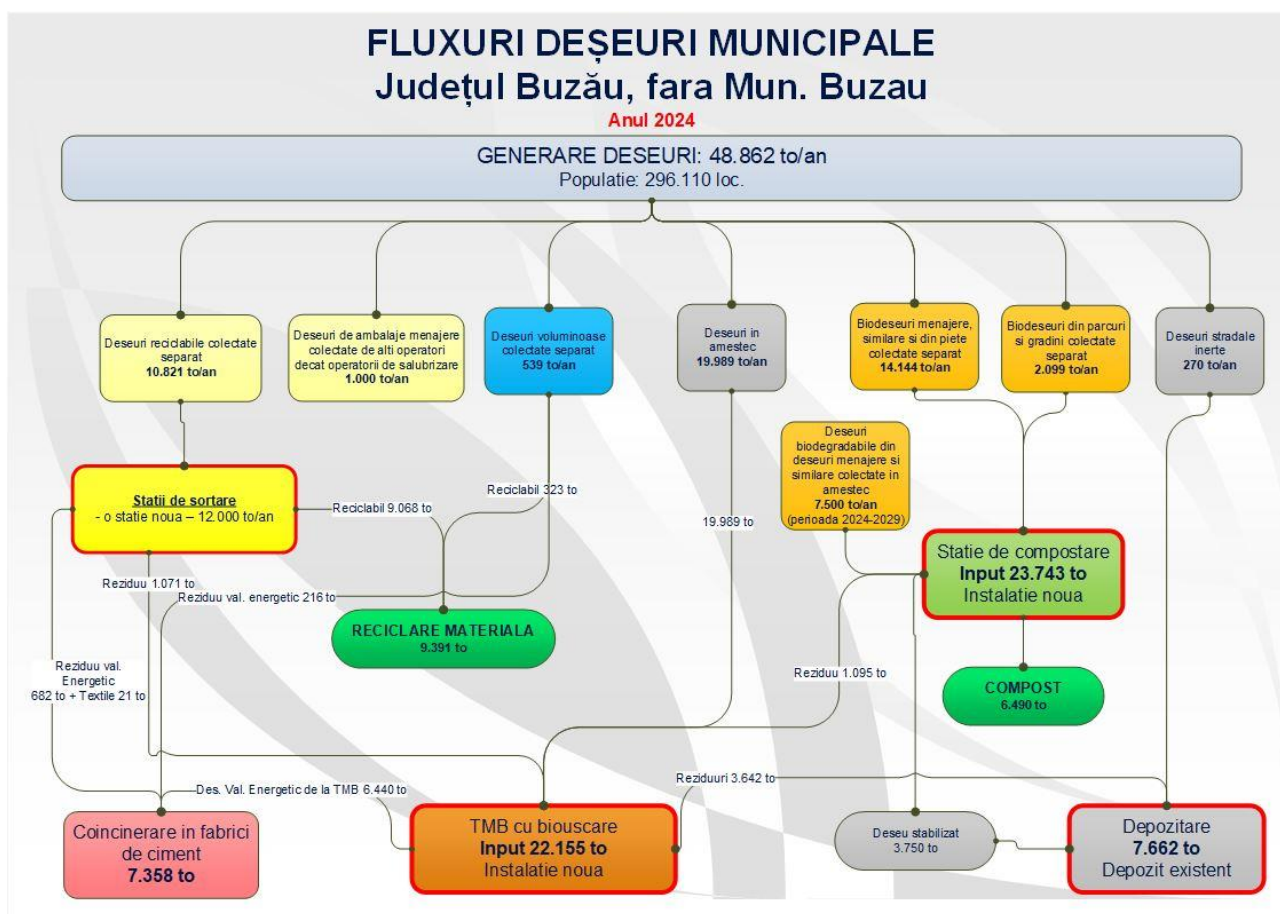 FLUXURI DEȘEURI MUNICIPALE
Județul Buzău, fara Mun. Buzau
Anul 2024
GENERARE DESEURI: 48.862 to/an
Populatie: 296.110 loc.
Deseuri reciclabile colectate
separat
10.821 to/an
Deseuri de ambalaje menajere
colectate de alti operatori
decat operatorii de salubrizare
1.000 to/an
Deseuri voluminoase
colectate separat
539 to/an
Deseuri in
amestec
19.989 to/an
Biodeseuri menajere,
similare si din piete
colectate separat
14.144 to/an
Biodeseuri din parcuri
si gradini colectate
separat
2.099 to/an
Deseuri stradale
inerte
270 to/an
Deseuri
biodegradabile din
deseuri menajere si
similare colectate in
amestec
7.500 to/an
(perioada 2024-2029)
Statii de sortare
- o statie noua – 12.000 to/an
Reciclabil 9.068 to
Reciclabil 323 to
19.989 to
Statie de compostare
Input 23.743 to
Instalatie noua
Reziduu 1.071 to
Reziduu val. energetic 216 to
RECICLARE MATERIALA
9.391 to
Reziduu val.
Energetic
682 to + Textile 21 to
Reziduu 1.095 to
COMPOST
6.490 to
Des. Val. Energetic de la TMB 6.440 to
Reziduuri 3.642 to
Coincinerare in fabrici
de ciment
7.358 to
TMB cu biouscare
Input 22.155 to
Instalatie noua
Deseu stabilizat
3.750 to
Depozitare
7.662 to
Depozit existent